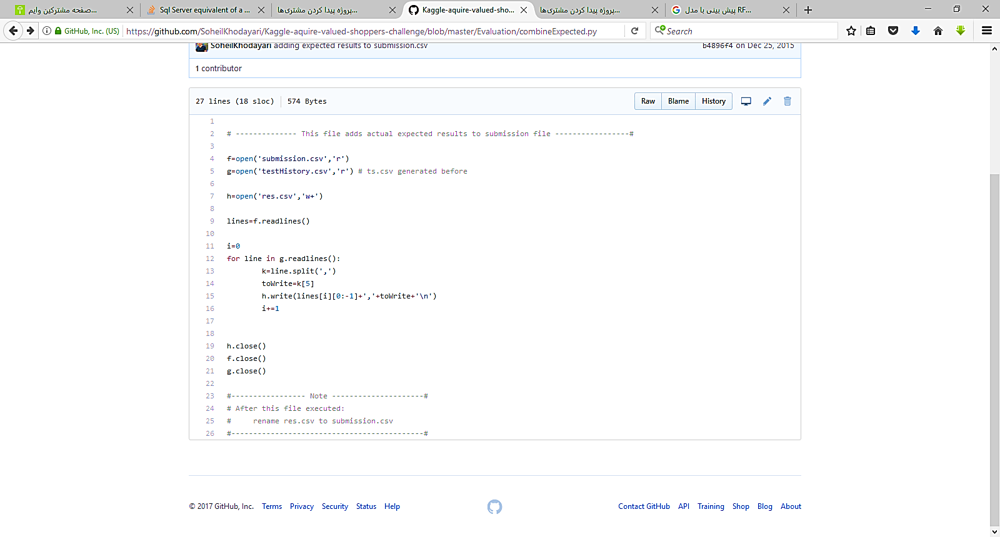 صفحه مشترکین وایم...
Sql Server equivalent of a ...
پروژه پیدا کردن مشتری‌ها...
Kaggle-aquire-valued-sho...
پروژه پیدا کردن مشتری‌ها...
پیش بینی با مدل RF...
GitHub, Inc. (US)
https://github.com/SoheilKhodayari/Kaggle-aquire-valued-shoppers-challenge/blob/master/Evaluation/combineExpected.py
Search
SoheilKhodayari adding expected results to submission.csv
b4896f4 on Dec 25, 2015
1 contributor
27 lines (18 sloc) 574 Bytes
Raw Blame History
1
2 # -------------- This file adds actual expected results to submission file -----------------#
3
4 f=open('submission.csv','r')
5 g=open('testHistory.csv','r') # ts.csv generated before
6
7 h=open('res.csv','w+')
8
9 lines=f.readlines()
10
11 i=0
12 for line in g.readlines():
13 k=line.split(',')
14 toWrite=k[5]
15 h.write(lines[i][0:-1]+','+toWrite+'\n')
16 i+=1
17
18
19 h.close()
20 f.close()
21 g.close()
22
23 #----------------- Note ---------------------#
24 # After this file executed:
25 # rename res.csv to submission.csv
26 #--------------------------------------------#
© 2017 GitHub, Inc. Terms Privacy Security Status Help
Contact GitHub API Training Shop Blog About